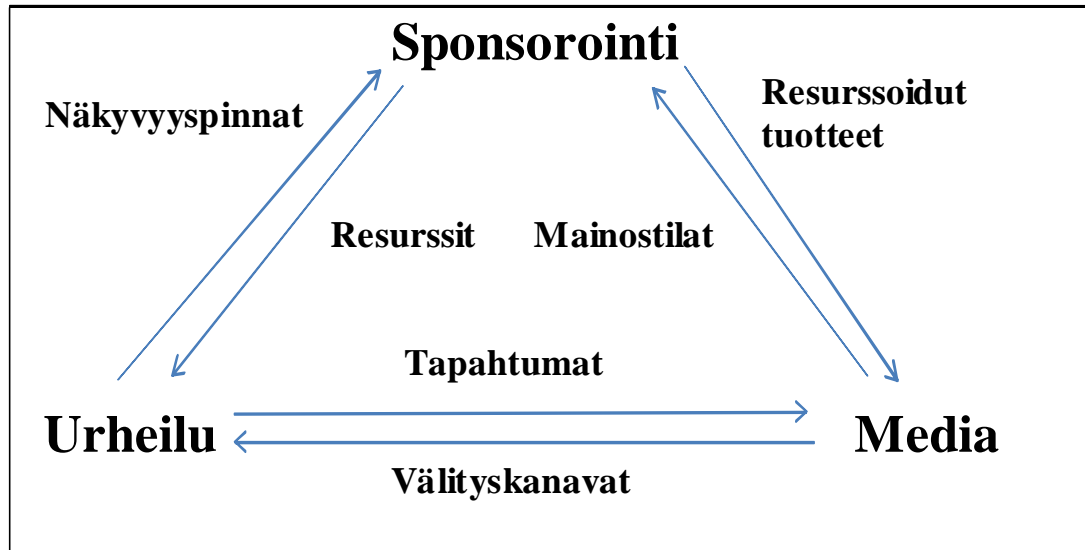 Sponsorointi
Näkyvyyspinnat
Resurssoidut
tuotteet
Resurssit
Mainostilat
Tapahtumat
Urheilu
Media
Välityskanavat